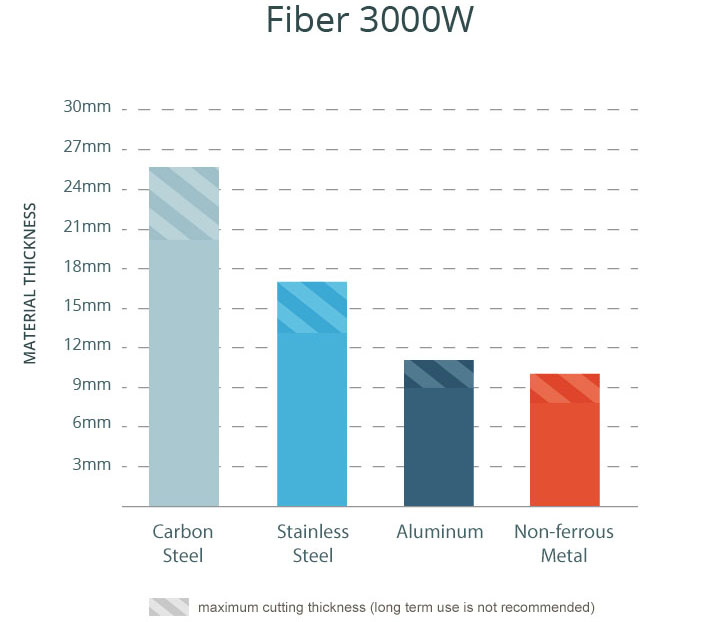 Fiber 3000W
30mm
27mm
24mm
21mm
18mm
15mm
12mm
9mm
6mm
3mm
MATERIAL THICKNESS
Carbon
Steel
Stainless
Steel
Aluminum
Non-ferrous
Metal
maximum cutting thickness (long term use is not recommended)